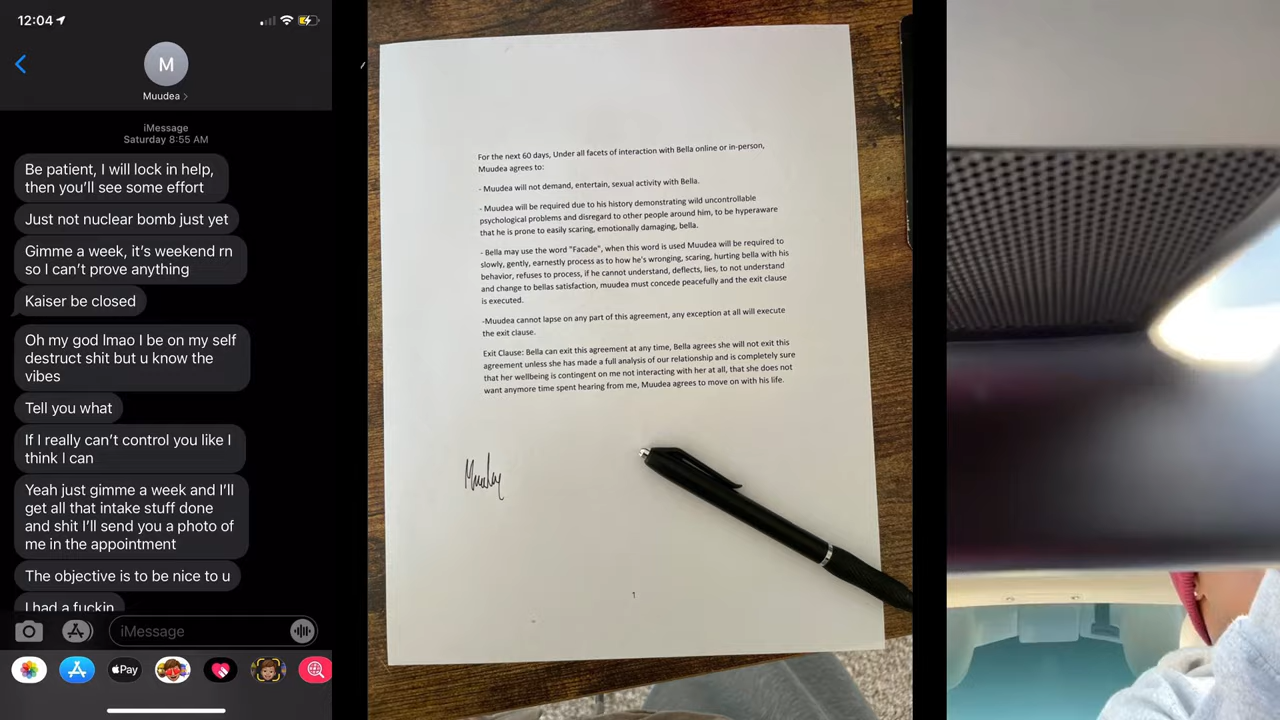 12:04
M
Muudea
iMessage
Saturday 8:55 AM
Be patient, I will lock in help,
then you'll see some effort
Just not nuclear bomb just yet
Gimme a week, it's weekend rn
so I can't prove anything
Kaiser be closed
Oh my god lmao I be on my self
destruct shit but u know the
vibes
Tell you what
If I really can't control you like I
think I can
Yeah just gimme a week and I'll
get all that intake stuff done
and shit I'll send you a photo of
me in the appointment
The objective is to be nice to u
I had a fuckin
iMessage
Pay
For the next 60 days, Under all facets of interaction with Bella online or in-person,
Muudea agrees to:
- Muudea will not demand, entertain, sexual activity with Bella.
- Muudea will be required due to his history demonstrating wild uncontrollable
psychological problems and disregard to other people around him, to be hyperaware
that he is prone to easily scaring, emotionally damaging, bella.
- Bella may use the word "Facade", when this word is used Muudea will be required to
slowly, gently, earnestly process as to how he's wronging, scaring, hurting bella with his
behavior, refuses to process, if he cannot understand, deflects, lies, to not understand
and change to bellas satisfaction, muudea must concede peacefully and the exit clause
is executed.
-Muudea cannot lapse on any part of this agreement, any exception at all will execute
the exit clause.
Exit Clause: Bella can exit this agreement at any time, Bella agrees she will not exit this
agreement unless she has made a full analysis of our relationship and is completely sure
that her wellbeing is contingent on me not interacting with her at all, that she does not
want anymore time spent hearing from me, Muudea agrees to move on with his life.
1